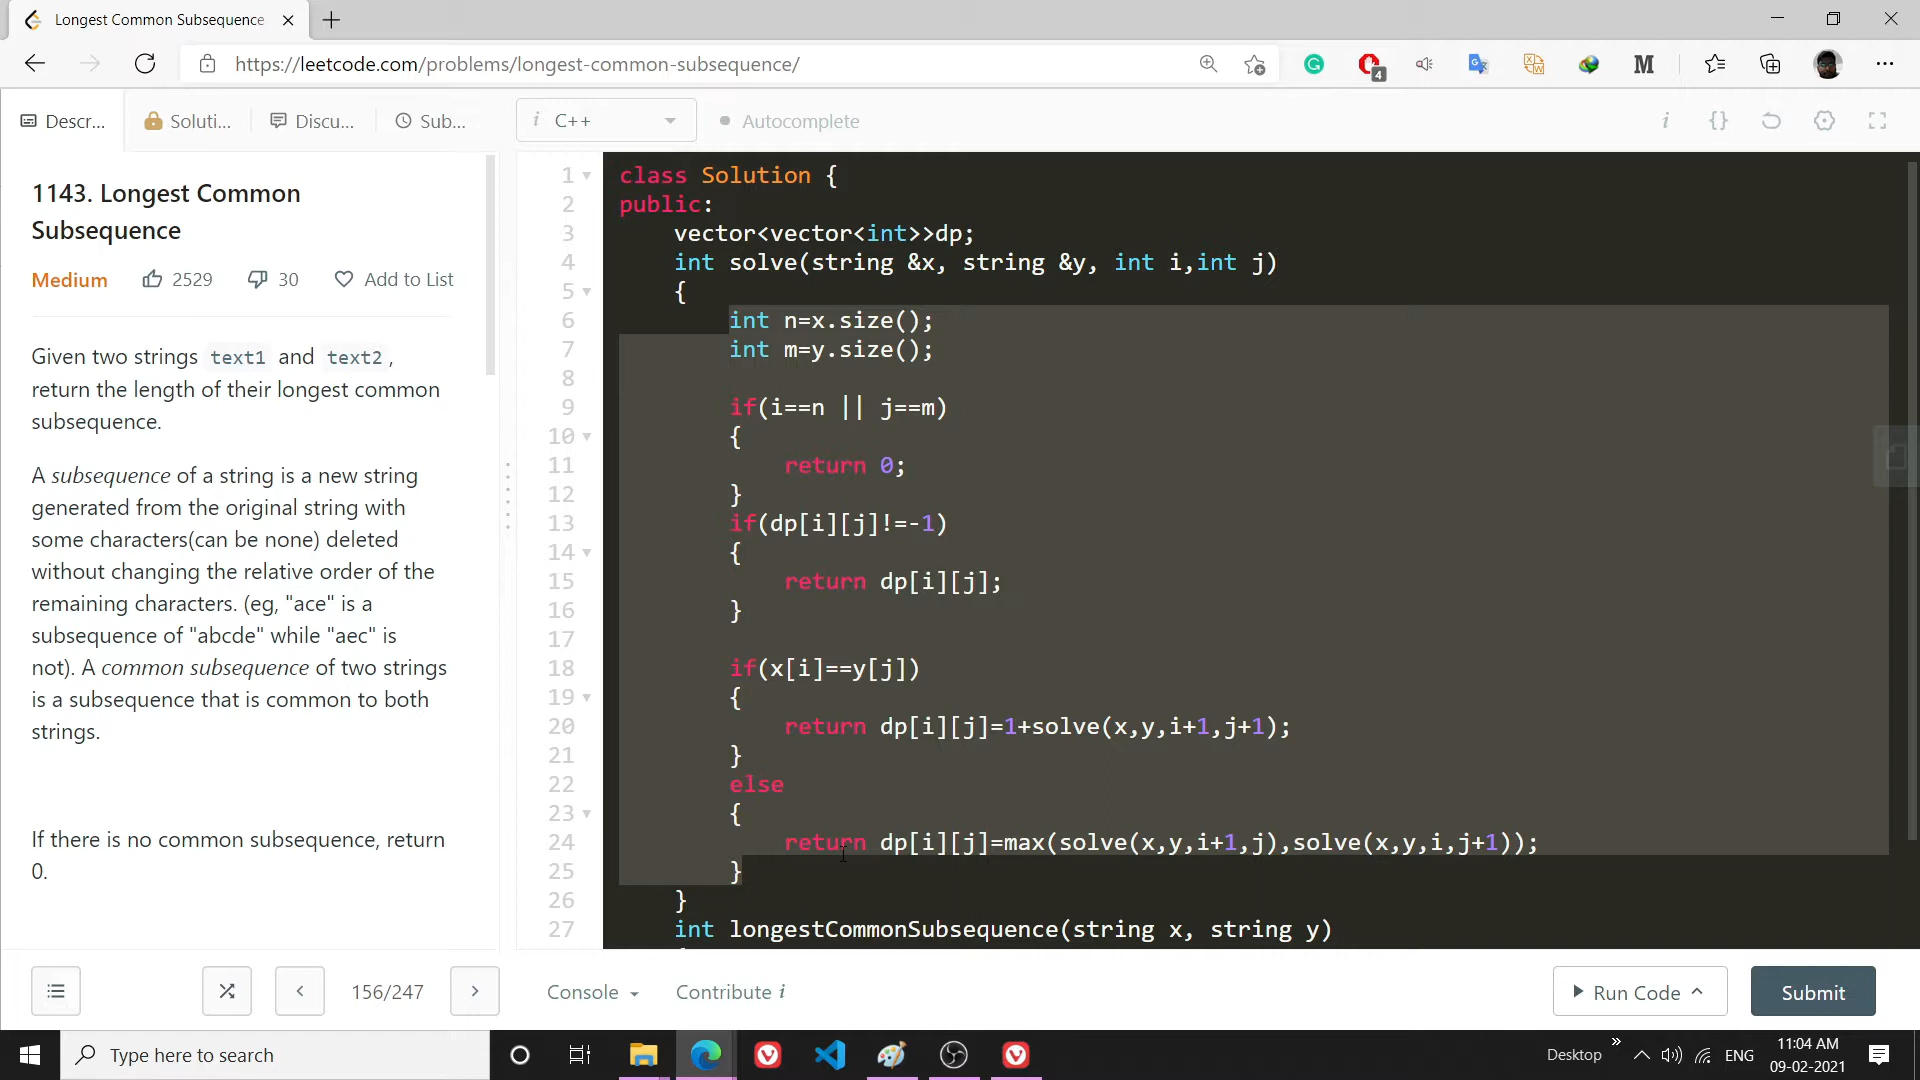 Longest Common Subsequence
https://leetcode.com/problems/longest-common-subsequence/
4
M
Descr...
Soluti...
Discu...
Sub...
i C++
Autocomplete
i {}
1143. Longest Common
Subsequence
Medium 2529 30 Add to List
Given two strings text1 and text2,
return the length of their longest common
subsequence.
A subsequence of a string is a new string
generated from the original string with
some characters(can be none) deleted
without changing the relative order of the
remaining characters. (eg, "ace" is a
subsequence of "abcde" while "aec" is
not). A common subsequence of two strings
is a subsequence that is common to both
strings.
If there is no common subsequence, return
0.
1 class Solution {
2 public:
3 vector<vector<int>>dp;
4 int solve(string &x, string &y, int i,int j)
5 {
6 int n=x.size();
7 int m=y.size();
8
9 if(i==n || j==m)
10 {
11 return 0;
12 }
13 if(dp[i][j]!=-1)
14 {
15 return dp[i][j];
16 }
17
18 if(x[i]==y[j])
19 {
20 return dp[i][j]=1+solve(x,y,i+1,j+1);
21 }
22 else
23 {
24 return dp[i][j]=max(solve(x,y,i+1,j),solve(x,y,i,j+1));
25 }
26 }
27 int longestCommonSubsequence(string x, string y)
156/247
Console
Contribute i
Run Code
Submit
Type here to search
Desktop
ENG
11:04 AM
09-02-2021